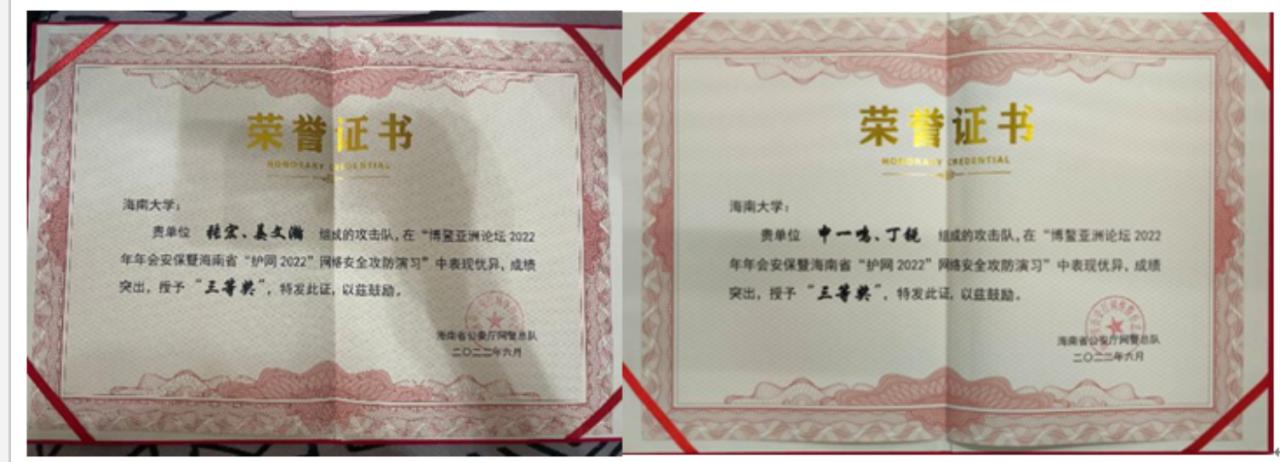 荣誉证书
HONORARY CREDENTIAL
海南大学：
贵单位 张宏、姜文瀚 组成的攻击队，在“博鳌亚洲论坛 2022
年年会安保暨海南省“护网 2022”网络安全攻防演习”中表现优异，成绩
突出，授予“三等奖”，特发此证，以兹鼓励。
海南省公安厅网警总队
二〇二二年六月
荣誉证书
HONORARY CREDENTIAL
海南大学：
贵单位 申一鸣、丁锐 组成的攻击队，在“博鳌亚洲论坛 2022
年年会安保暨海南省“护网 2022”网络安全攻防演习”中表现优异，成绩
突出，授予“三等奖”，特发此证，以兹鼓励。
海南省公安厅网警总队
二〇二二年六月